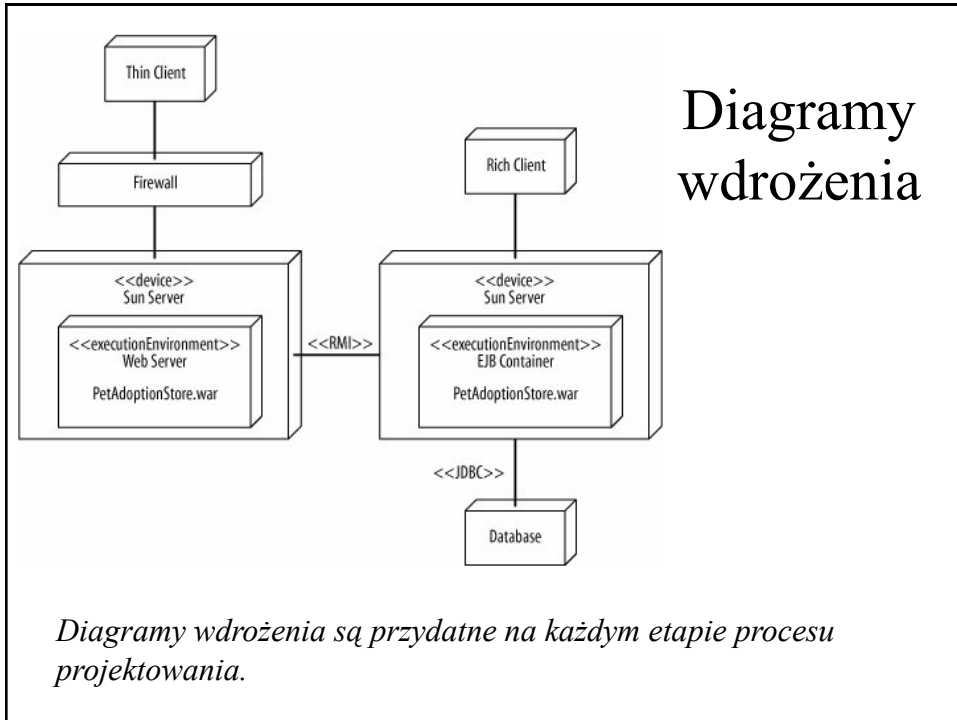 Thin Client
Firewall
Rich Client
Diagramy
wdrożenia
<<device>>
Sun Server
<<executionEnvironment>>
Web Server
PetAdoptionStore.war
<<RMI>>
<<device>>
Sun Server
<<executionEnvironment>>
EJB Container
PetAdoptionStore.war
<<JDBC>>
Database
Diagramy wdrożenia są przydatne na każdym etapie procesu
projektowania.